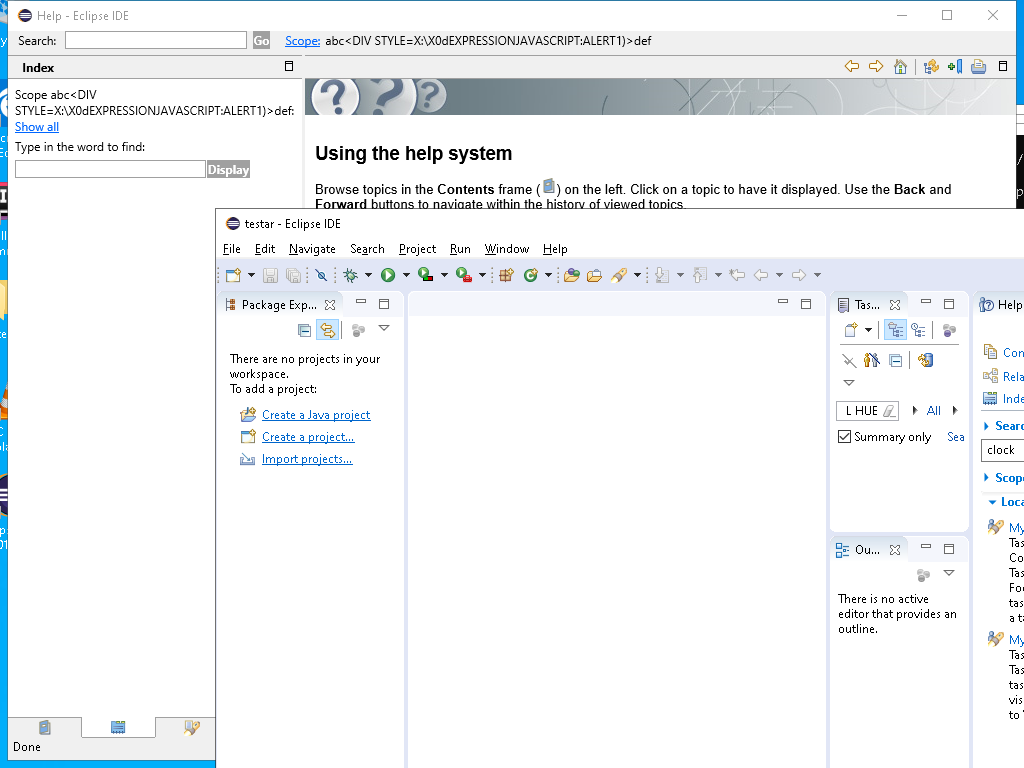 Help - Eclipse IDE
Search:
Go
Scope: abc<DIV STYLE=X:\X0dEXPRESSIONJAVASCRIPT:ALERT1)>def
Index
Scope abc<DIV
STYLE=X:\X0dEXPRESSIONJAVASCRIPT:ALERT1)>def:
Show all
Type in the word to find:
Display
Using the help system
Browse topics in the Contents frame ( ) on the left. Click on a topic to have it displayed. Use the Back and
Forward buttons to navigate within the history of viewed topics.
testar - Eclipse IDE
File Edit Navigate Search Project Run Window Help
Package Exp...
There are no projects in your
workspace.
To add a project:
Create a Java project
Create a project...
Import projects...
Tas...
L HUE
All
Summary only
Sea
Ou...
There is no active
editor that provides an
outline.
Help
Con
Rela
Inde
Searc
clock
Scope
Loca
My
Tas
Co
Tas
Foc
tas
a ta
My
Tas
Tas
tas
vis
to
Done